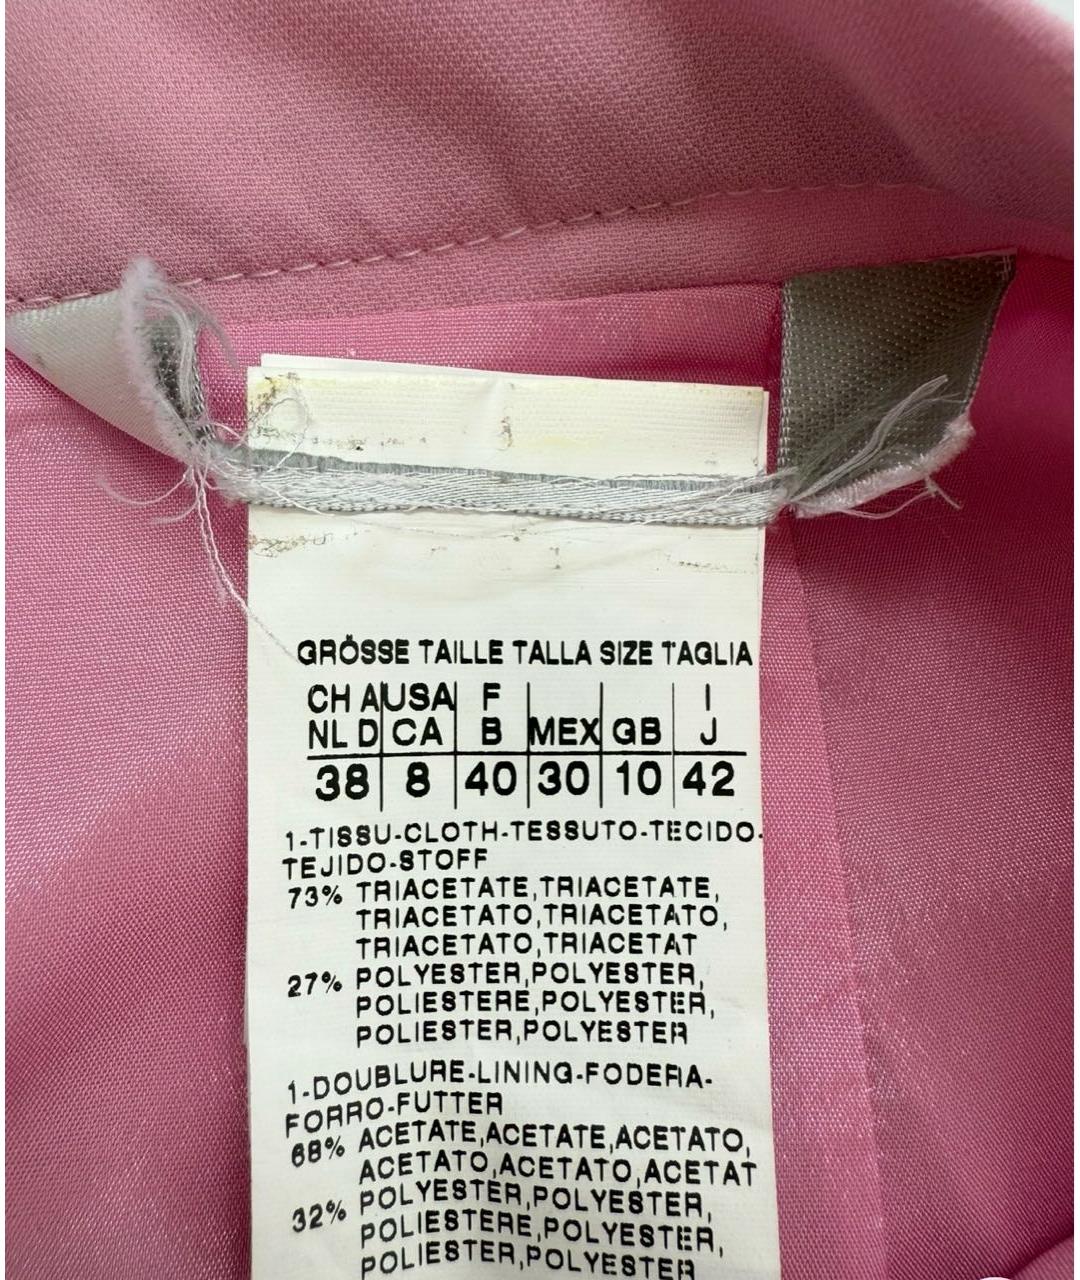 GRÖSSE TAILLE TALLA SIZE TAGLIA
CH A USA F I
NL D CA B MEX GB J
38 8 40 30 10 42
1-TISSU-CLOTH-TESSUTO-TECIDO-
TEJIDO-STOFF
73% TRIACETATE,TRIACETATE,
TRIACETATO,TRIACETATO,
TRIACETATO,TRIACETAT
27% POLYESTER,POLYESTER,
POLIESTERE,POLYESTER,
POLIESTER,POLYESTER
1-DOUBLURE-LINING-FODERA-
FORRO-FUTTER
68% ACETATE,ACETATE,ACETATO,
ACETATO,ACETATO,ACETAT
32% POLYESTER,POLYESTER,
POLIESTERE,POLYESTER,
POLIESTER,POLYESTER